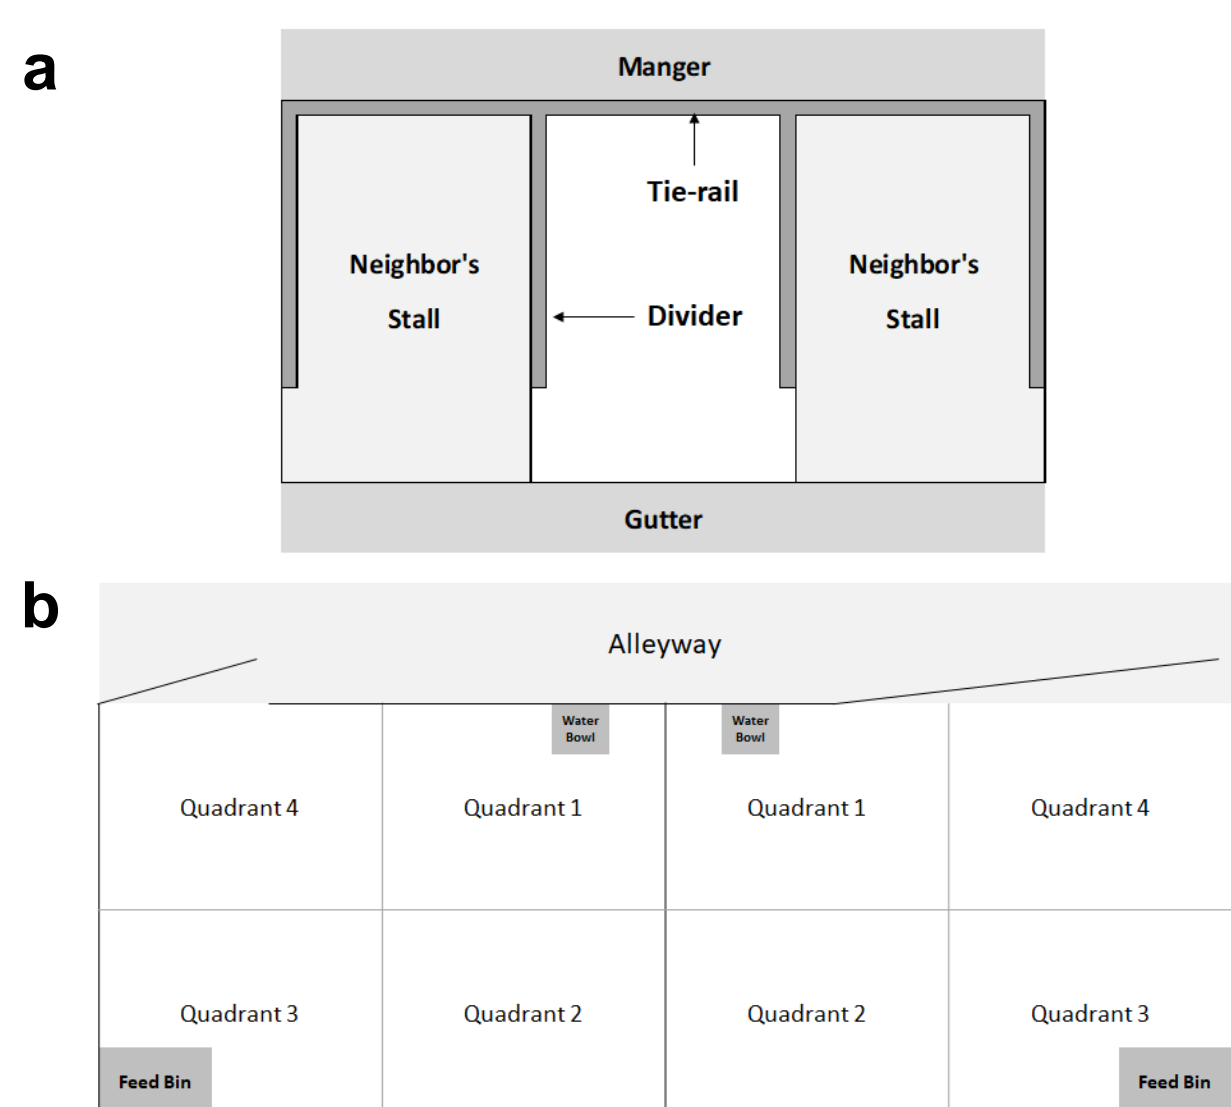 a
Manger
Tie-rail
Neighbor's
Stall
Divider
Neighbor's
Stall
Gutter
b
Alleyway
Water
Bowl
Water
Bowl
Quadrant 4
Quadrant 1
Quadrant 1
Quadrant 4
Quadrant 3
Quadrant 2
Quadrant 2
Quadrant 3
Feed Bin
Feed Bin